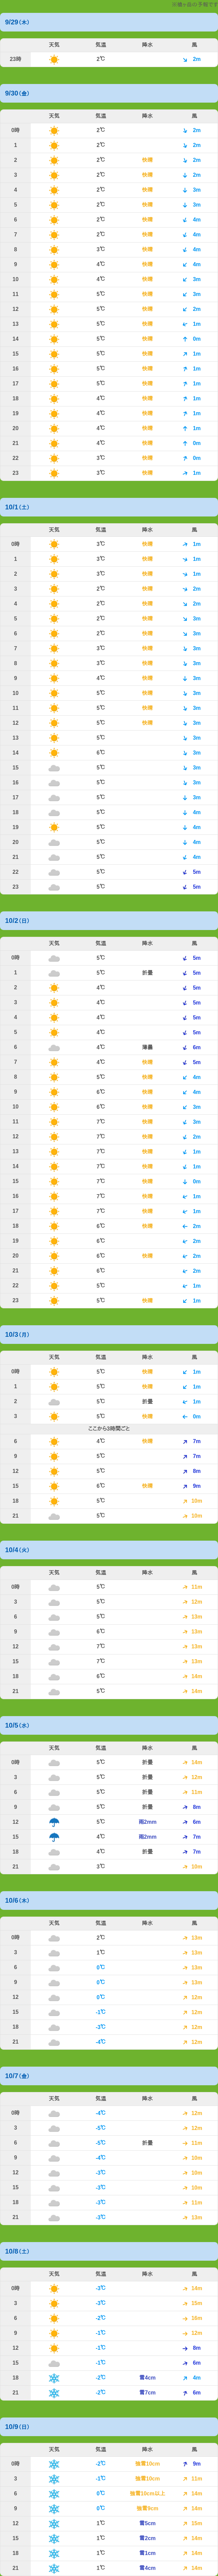 9/29(木)
天気 気温 降水 風
23時 2℃ 2m
9/30(金)
天気 気温 降水 風
0時 2℃ 2m
1 2℃ 2m
2 2℃ 快晴 2m
3 2℃ 快晴 2m
4 2℃ 快晴 3m
5 2℃ 快晴 3m
6 2℃ 快晴 4m
7 2℃ 快晴 4m
8 3℃ 快晴 4m
9 4℃ 快晴 4m
10 4℃ 快晴 3m
11 5℃ 快晴 3m
12 5℃ 快晴 2m
13 5℃ 快晴 1m
14 5℃ 快晴 0m
15 5℃ 快晴 1m
16 5℃ 快晴 1m
17 5℃ 快晴 1m
18 4℃ 快晴 1m
19 4℃ 快晴 1m
20 4℃ 快晴 1m
21 4℃ 快晴 0m
22 3℃ 快晴 0m
23 3℃ 快晴 1m
10/1(土)
天気 気温 降水 風
0時 3℃ 快晴 1m
1 3℃ 快晴 1m
2 3℃ 快晴 1m
3 2℃ 快晴 2m
4 2℃ 快晴 2m
5 2℃ 快晴 3m
6 2℃ 快晴 3m
7 3℃ 快晴 3m
8 3℃ 快晴 3m
9 4℃ 快晴 3m
10 5℃ 快晴 3m
11 5℃ 快晴 3m
12 5℃ 快晴 3m
13 5℃ 3m
14 6℃ 3m
15 5℃ 3m
16 5℃ 3m
17 5℃ 3m
18 5℃ 4m
19 5℃ 4m
20 5℃ 4m
21 5℃ 4m
22 5℃ 5m
23 5℃ 5m
10/2(日)
天気 気温 降水 風
0時 5℃ 5m
1 5℃ 折曇 5m
2 4℃ 5m
3 4℃ 5m
4 4℃ 5m
5 4℃ 5m
6 4℃ 薄曇 6m
7 4℃ 快晴 5m
8 5℃ 快晴 4m
9 6℃ 快晴 4m
10 6℃ 快晴 3m
11 7℃ 快晴 3m
12 7℃ 快晴 2m
13 7℃ 快晴 1m
14 7℃ 快晴 1m
15 7℃ 快晴 0m
16 7℃ 快晴 1m
17 7℃ 快晴 1m
18 6℃ 快晴 2m
19 6℃ 2m
20 6℃ 快晴 2m
21 6℃ 2m
22 5℃ 1m
23 5℃ 快晴 1m
10/3(月)
天気 気温 降水 風
0時 5℃ 快晴 1m
1 5℃ 快晴 1m
2 5℃ 折曇 1m
3 5℃ 快晴 0m
ここから3時間ごと
6 4℃ 快晴 7m
9 5℃ 7m
12 5℃ 8m
15 6℃ 快晴 9m
18 5℃ 10m
21 5℃ 10m
10/4(火)
天気 気温 降水 風
0時 5℃ 11m
3 5℃ 12m
6 5℃ 13m
9 6℃ 13m
12 7℃ 13m
15 7℃ 13m
18 6℃ 14m
21 5℃ 14m
10/5(水)
天気 気温 降水 風
0時 5℃ 折曇 14m
3 5℃ 折曇 12m
6 5℃ 折曇 11m
9 5℃ 折曇 8m
12 5℃ 雨2mm 6m
15 4℃ 雨2mm 7m
18 4℃ 折曇 7m
21 3℃ 10m
10/6(木)
天気 気温 降水 風
0時 2℃ 13m
3 1℃ 13m
6 0℃ 13m
9 0℃ 13m
12 0℃ 13m
15 -1℃ 12m
18 -3℃ 12m
21 -4℃ 12m
10/7(金)
天気 気温 降水 風
0時 -4℃ 12m
3 -5℃ 12m
6 -5℃ 折曇 11m
9 -4℃ 10m
12 -3℃ 10m
15 -3℃ 10m
18 -3℃ 11m
21 -3℃ 13m
10/8(土)
天気 気温 降水 風
0時 -3℃ 14m
3 -3℃ 15m
6 -2℃ 16m
9 -1℃ 12m
12 -1℃ 8m
15 -1℃ 6m
18 -2℃ 雪4cm 4m
21 -2℃ 雪7cm 6m
10/9(日)
天気 気温 降水 風
0時 -2℃ 強雪10cm 9m
3 -1℃ 強雪10cm 11m
6 0℃ 強雪10cm以上 14m
9 0℃ 強雪9cm 14m
12 1℃ 雪5cm 15m
15 1℃ 雪2cm 14m
18 1℃ 雪1cm 14m
21 1℃ 雪4cm 14m